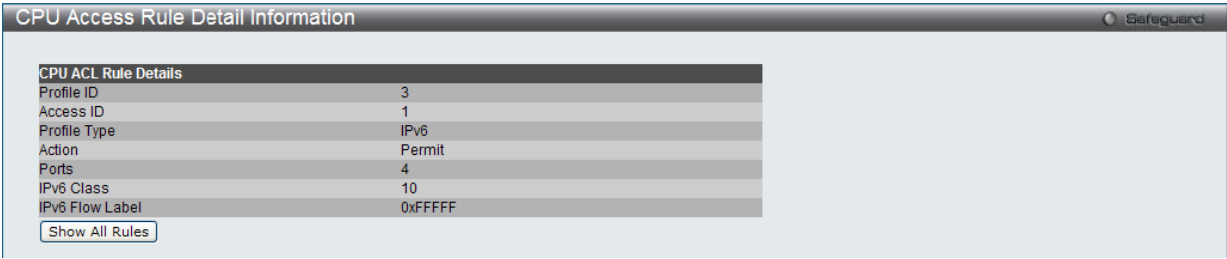 CPU Access Rule Detail Information
Safeguard
CPU ACL Rule Details
Profile ID 3
Access ID 1
Profile Type IPv6
Action Permit
Ports 4
IPv6 Class 10
IPv6 Flow Label 0xFFFFF
Show All Rules